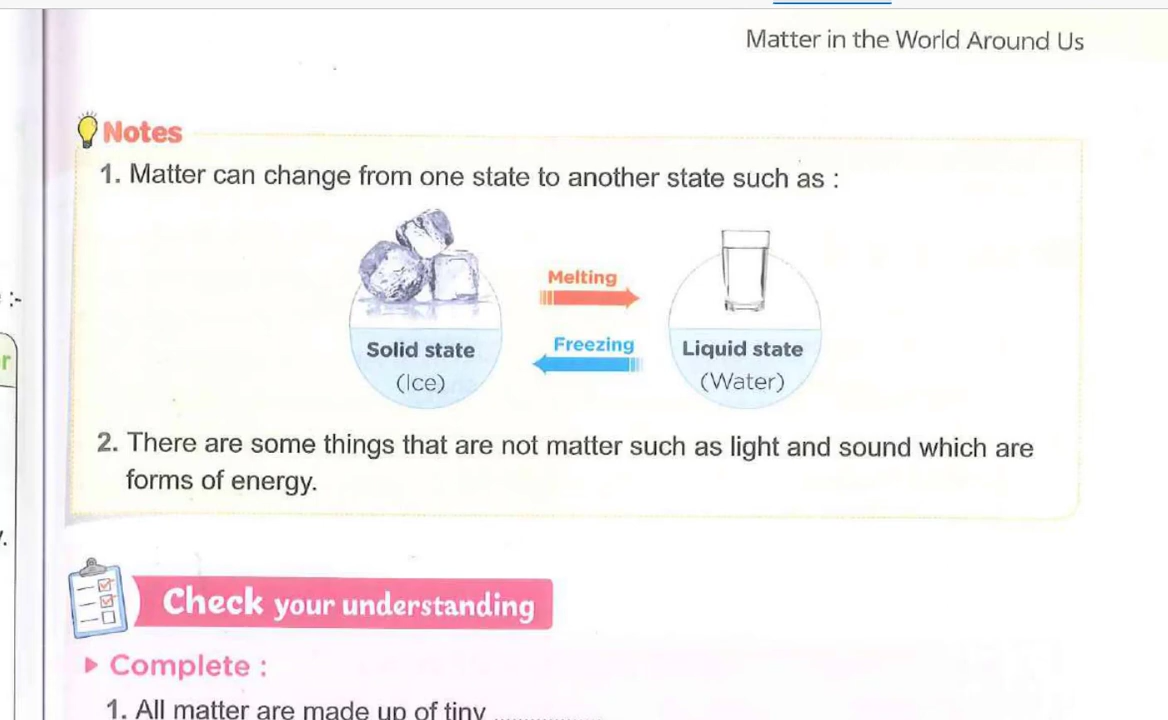 Matter in the World Around Us
Notes
1. Matter can change from one state to another state such as :
Melting
Freezing
Solid state
(Ice)
Liquid state
(Water)
2. There are some things that are not matter such as light and sound which are
forms of energy.
:-
r
Check your understanding
Complete :
1. All matter are made up of tiny ............